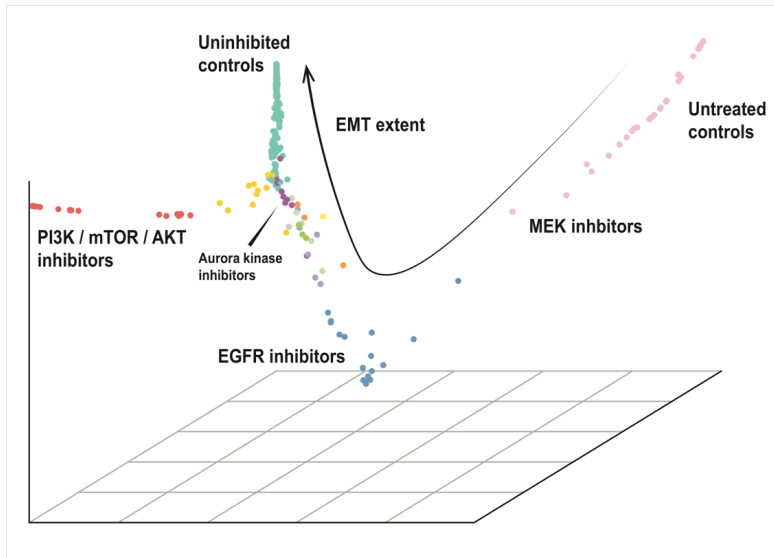 Uninhibited
controls
EMT extent
Untreated
controls
MEK inhbitors
PI3K / mTOR / AKT
inhibitors
Aurora kinase
inhibitors
EGFR inhibitors